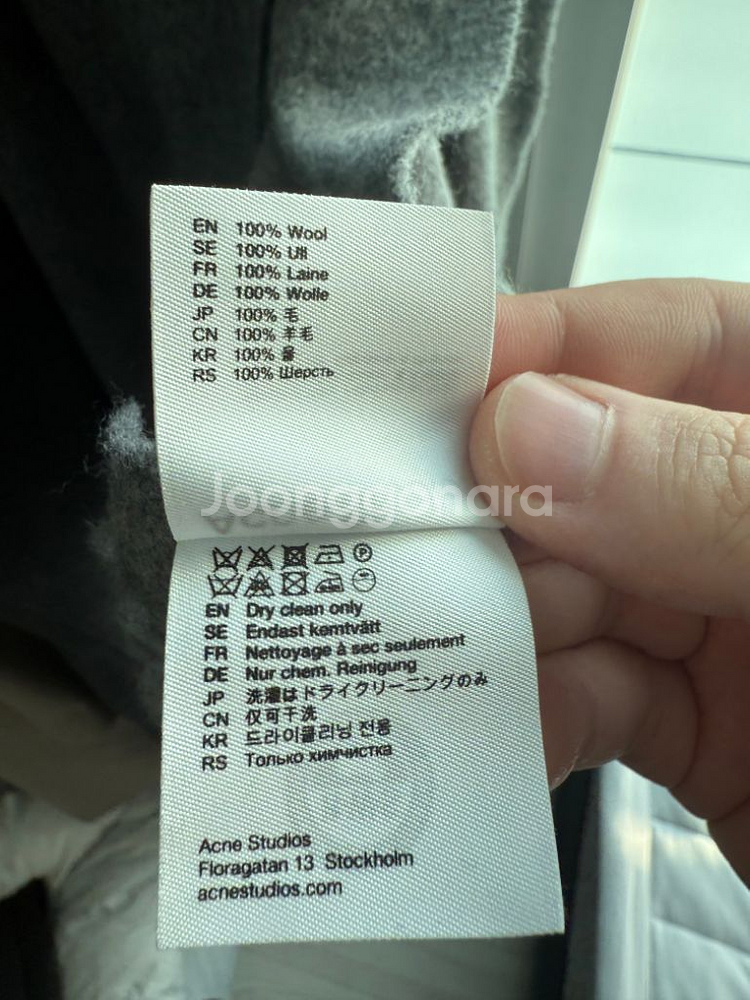 EN 100% Wool
SE 100% Ull
FR 100% Laine
DE 100% Wolle
JP 100% 毛
CN 100% 羊毛
KR 100% 울
RS 100% Шерсть
Joonggonara
P
EN Dry clean only
SE Endast kemtvätt
FR Nettoyage à sec seulement
DE Nur chem. Reinigung
JP 洗濯はドライクリーニングのみ
CN 仅可干洗
KR 드라이클리닝 전용
RS Только химчистка
Acne Studios
Floragatan 13 Stockholm
acnestudios.com